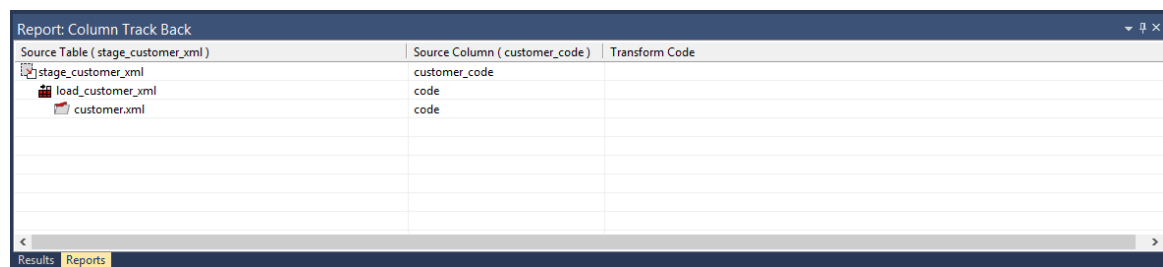 Report: Column Track Back
Source Table ( stage_customer_xml ) Source Column ( customer_code ) Transform Code
stage_customer_xml customer_code
load_customer_xml code
customer.xml code
Results Reports